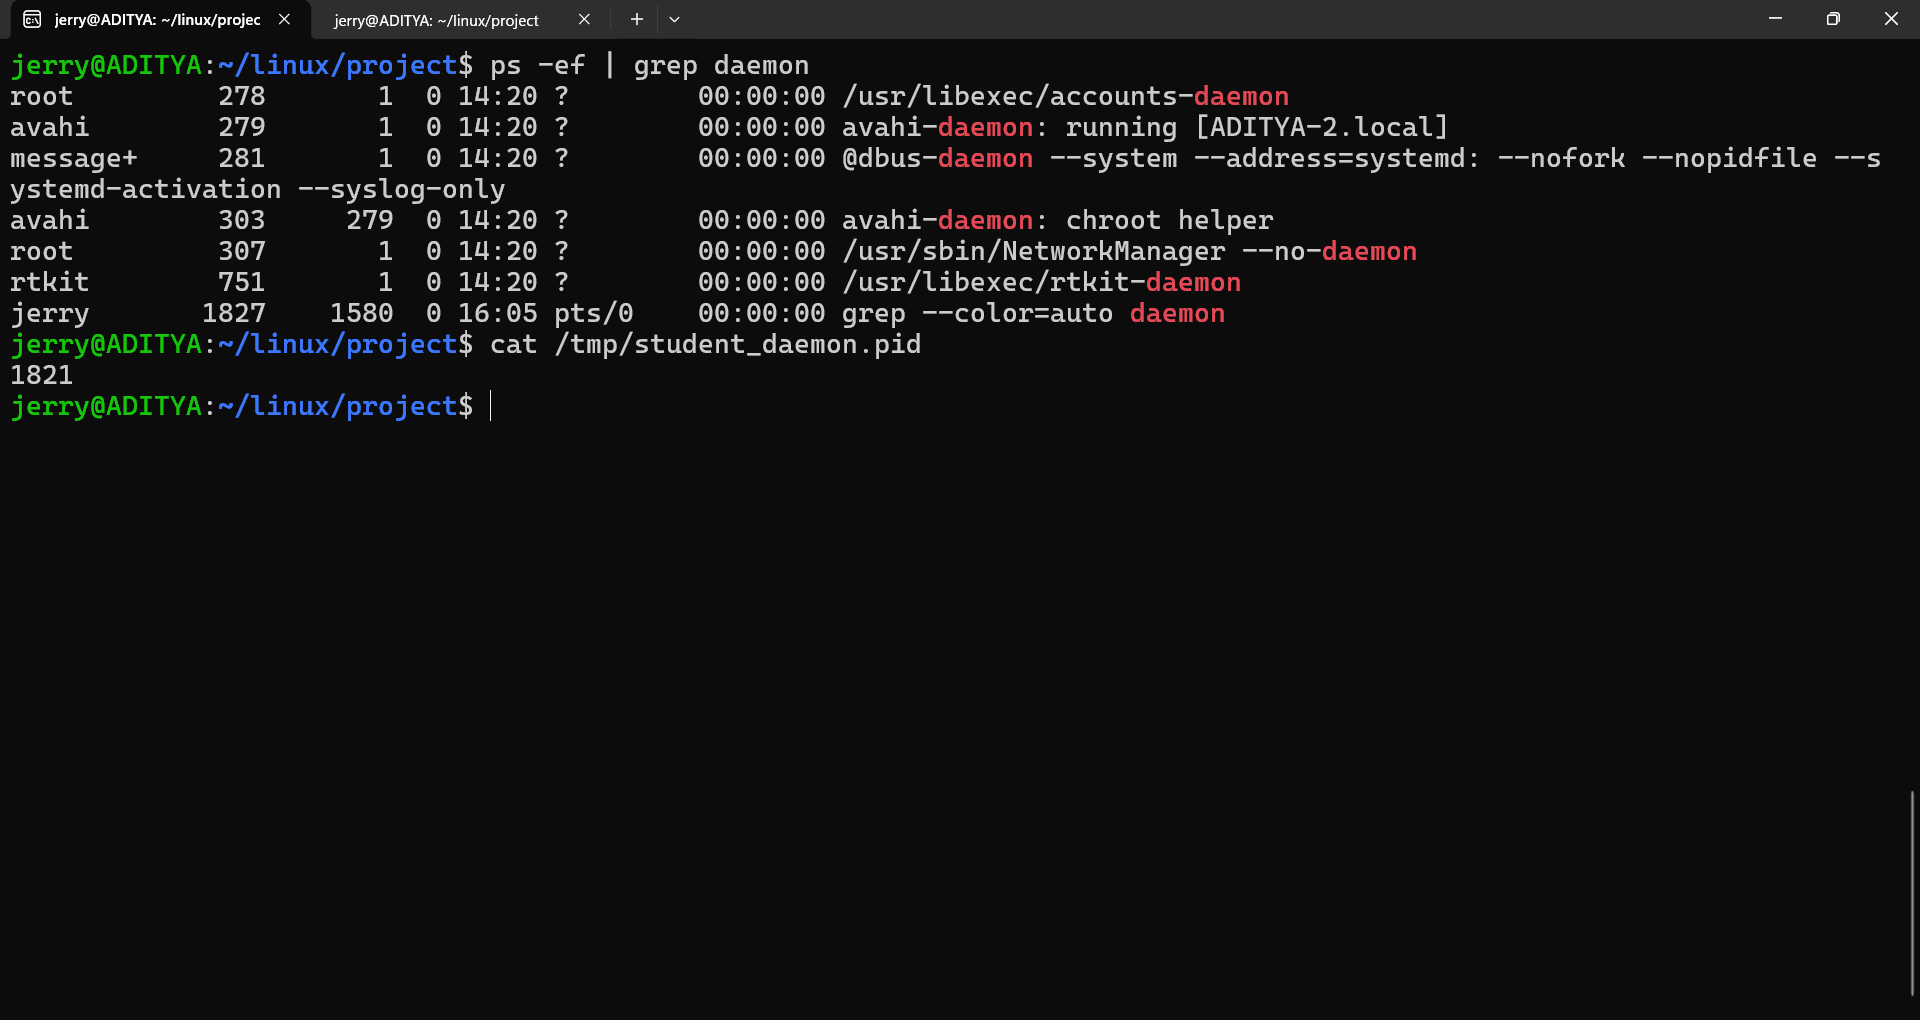 jerry@ADITYA: ~/linux/projec
jerry@ADITYA: ~/linux/project
jerry@ADITYA:~/linux/project$ ps -ef | grep daemon
root         278       1  0 14:20 ?        00:00:00 /usr/libexec/accounts-daemon
avahi        279       1  0 14:20 ?        00:00:00 avahi-daemon: running [ADITYA-2.local]
message+     281       1  0 14:20 ?        00:00:00 @dbus-daemon --system --address=systemd: --nofork --nopidfile --s
ystemd-activation --syslog-only
avahi        303     279  0 14:20 ?        00:00:00 avahi-daemon: chroot helper
root         307       1  0 14:20 ?        00:00:00 /usr/sbin/NetworkManager --no-daemon
rtkit        751       1  0 14:20 ?        00:00:00 /usr/libexec/rtkit-daemon
jerry       1827    1580  0 16:05 pts/0    00:00:00 grep --color=auto daemon
jerry@ADITYA:~/linux/project$ cat /tmp/student_daemon.pid
1821
jerry@ADITYA:~/linux/project$